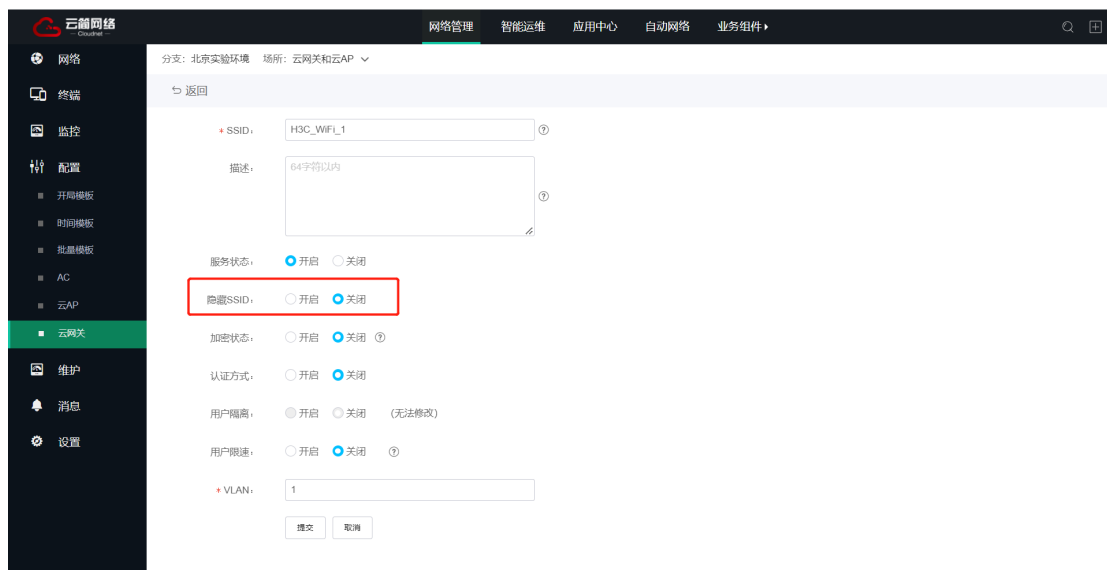 云简网络
Cloudnet
网络管理 智能运维 应用中心 自动网络 业务组件
网络
分支：北京实验环境 场所：云网关和云AP
终端
返回
监控
* SSID： H3C_WiFi_1
配置
描述： 64字符以内
开局模板
时间模板
批量模板
服务状态： 开启 关闭
AC
隐藏SSID： 开启 关闭
云AP
云网关
加密状态： 开启 关闭
维护
认证方式： 开启 关闭
消息
用户隔离： 开启 关闭 (无法修改)
设置
用户限速： 开启 关闭
* VLAN： 1
提交 取消